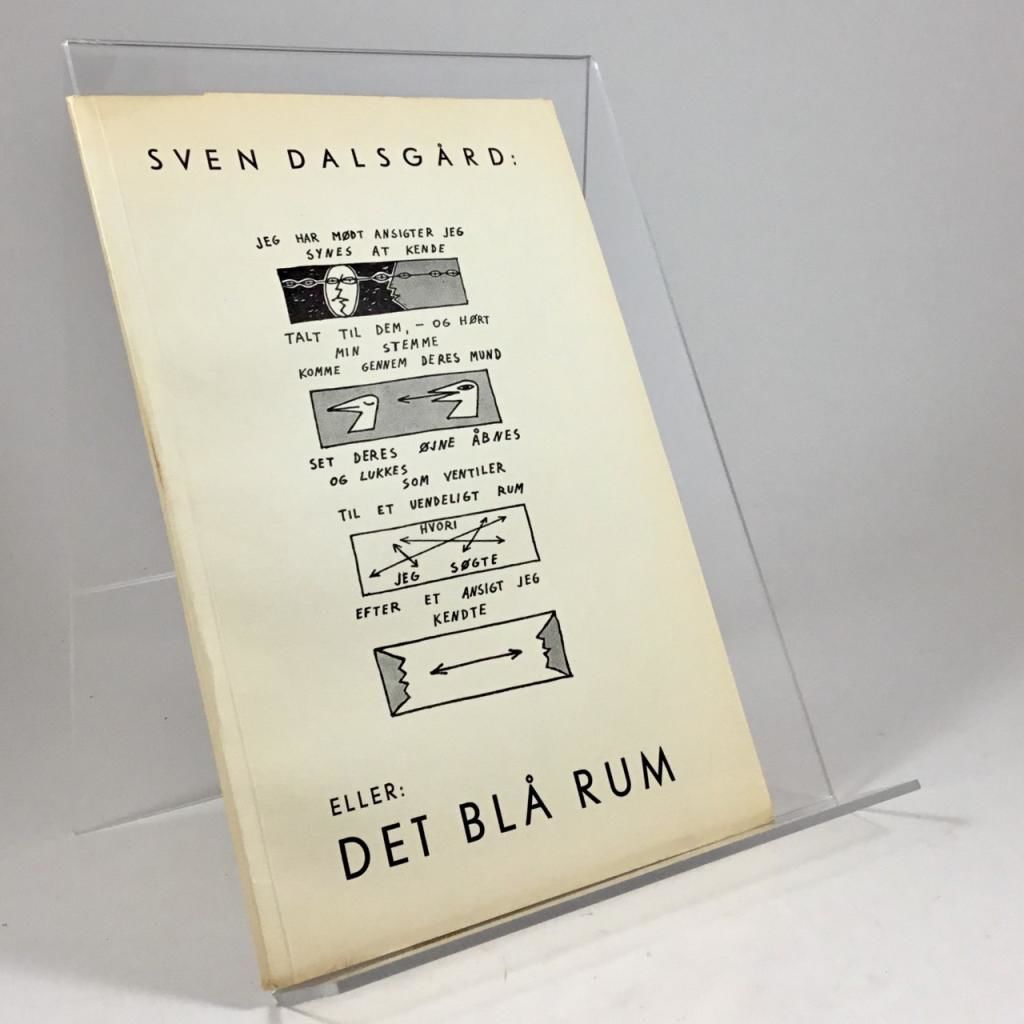 SVEN DALSGÅRD:
JEG HAR MØDT ANSIGTER JEG
SYNES AT KENDE
TALT TIL DEM, – OG HØRT
MIN STEMME
KOMME GENNEM DERES MUND
SET DERES ØJNE ÅBNES
OG LUKKES SOM VENTILER
TIL ET UENDELIGT RUM
HVORI
JEG SØGTE
EFTER ET ANSIGT JEG
KENDTE
ELLER:
DET BLÅ RUM